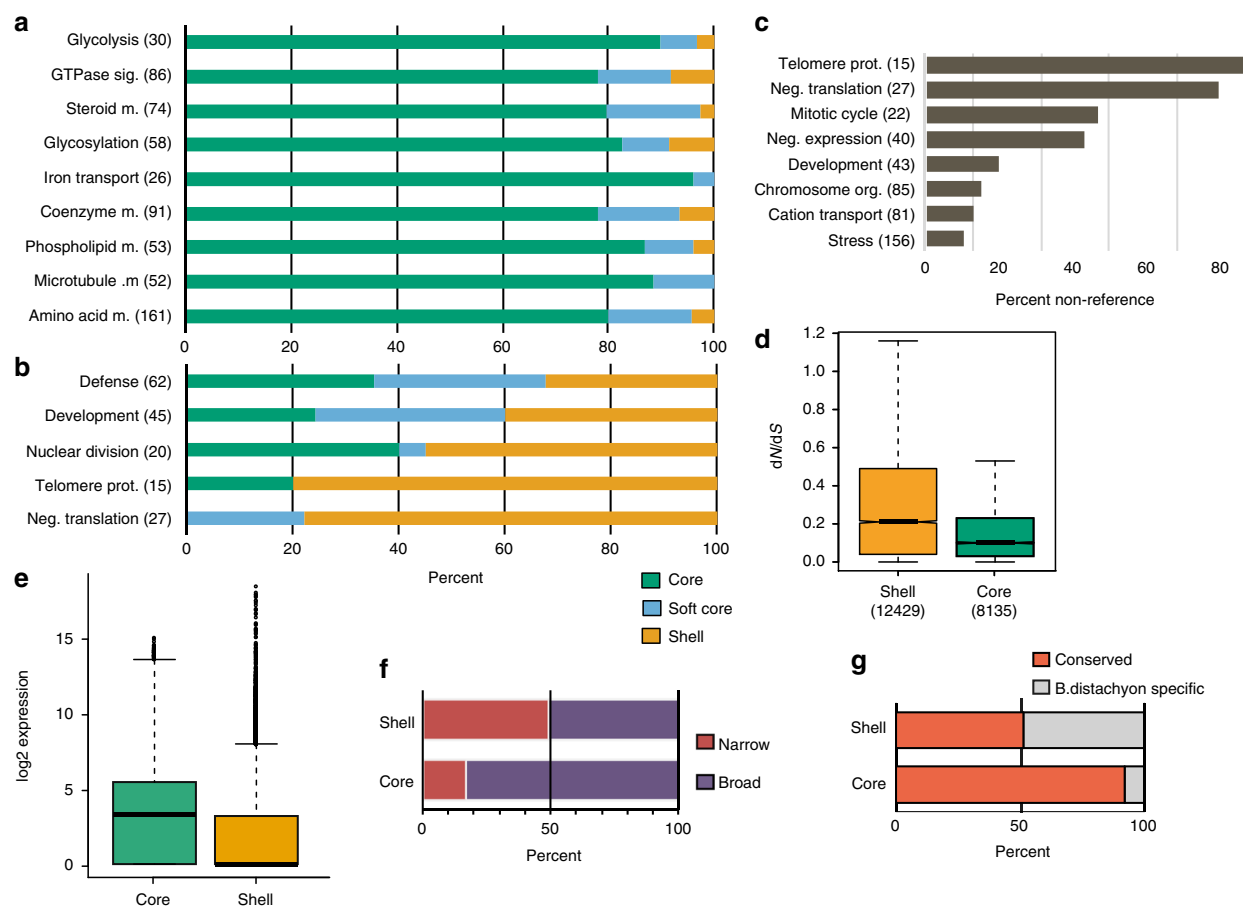 a
Glycolysis (30)
GTPase sig. (86)
Steroid m. (74)
Glycosylation (58)
Iron transport (26)
Coenzyme m. (91)
Phospholipid m. (53)
Microtubule .m (52)
Amino acid m. (161)
0 20 40 60 80 100
b
Defense (62)
Development (45)
Nuclear division (20)
Telomere prot. (15)
Neg. translation (27)
0 20 40 60 80 100
Percent
Core
Soft core
Shell
c
Telomere prot. (15)
Neg. translation (27)
Mitotic cycle (22)
Neg. expression (40)
Development (43)
Chromosome org. (85)
Cation transport (81)
Stress (156)
0 20 40 60 80
Percent non-reference
d
1.2
1.0
0.8
0.6
0.4
0.2
0.0
dN/dS
Shell
(12429)
Core
(8135)
e
15
10
5
0
log2 expression
Core Shell
f
Shell
Core
Narrow
Broad
0 50 100
Percent
g
Conserved
B.distachyon specific
Shell
Core
0 50 100
Percent